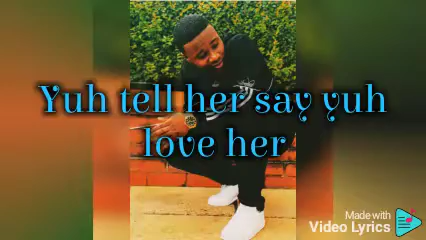 Yuh tell her say yuh
love her
Made with
Video Lyrics